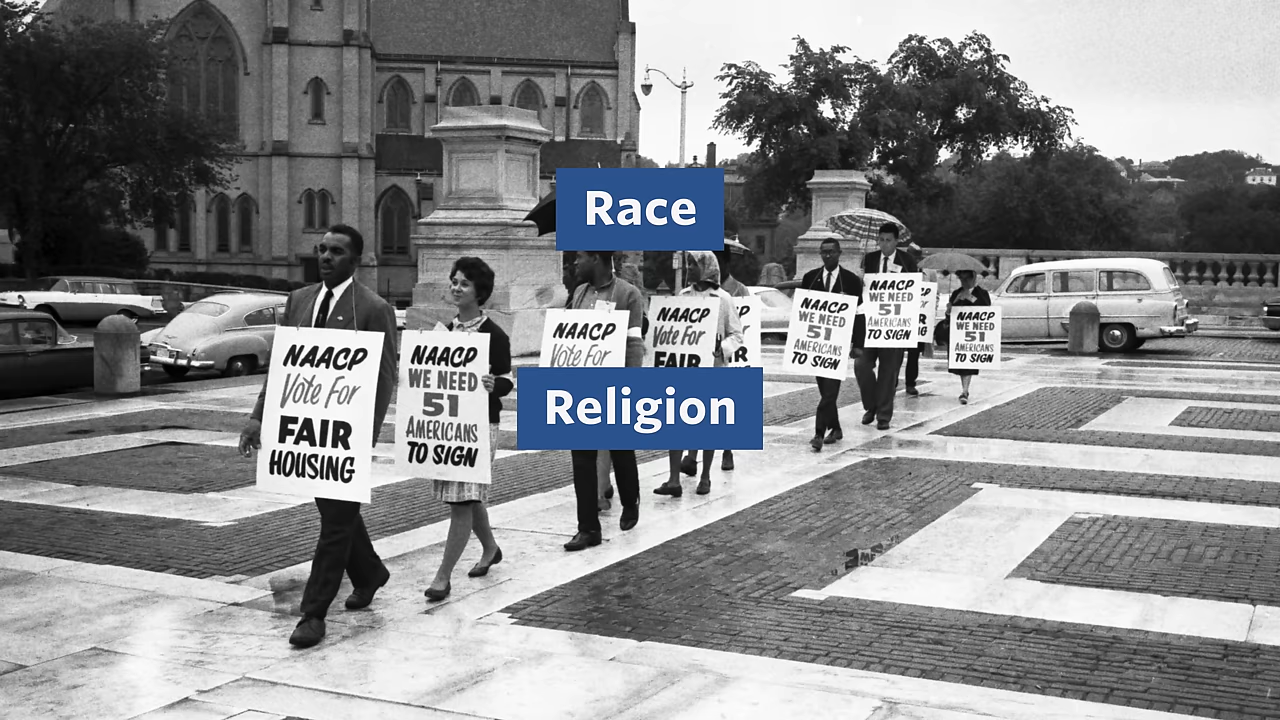 Race
Religion
NAACP
Vote For
FAIR
HOUSING
NAACP
WE NEED
51
AMERICANS
TO SIGN
NAACP
Vote For
NAACP
Vote For
FAIR
NAACP
WE NEED
51
AMERICANS
TO SIGN
NAACP
WE NEED
51
AMERICANS
TO SIGN
NAACP
WE NEED
51
AMERICANS
TO SIGN